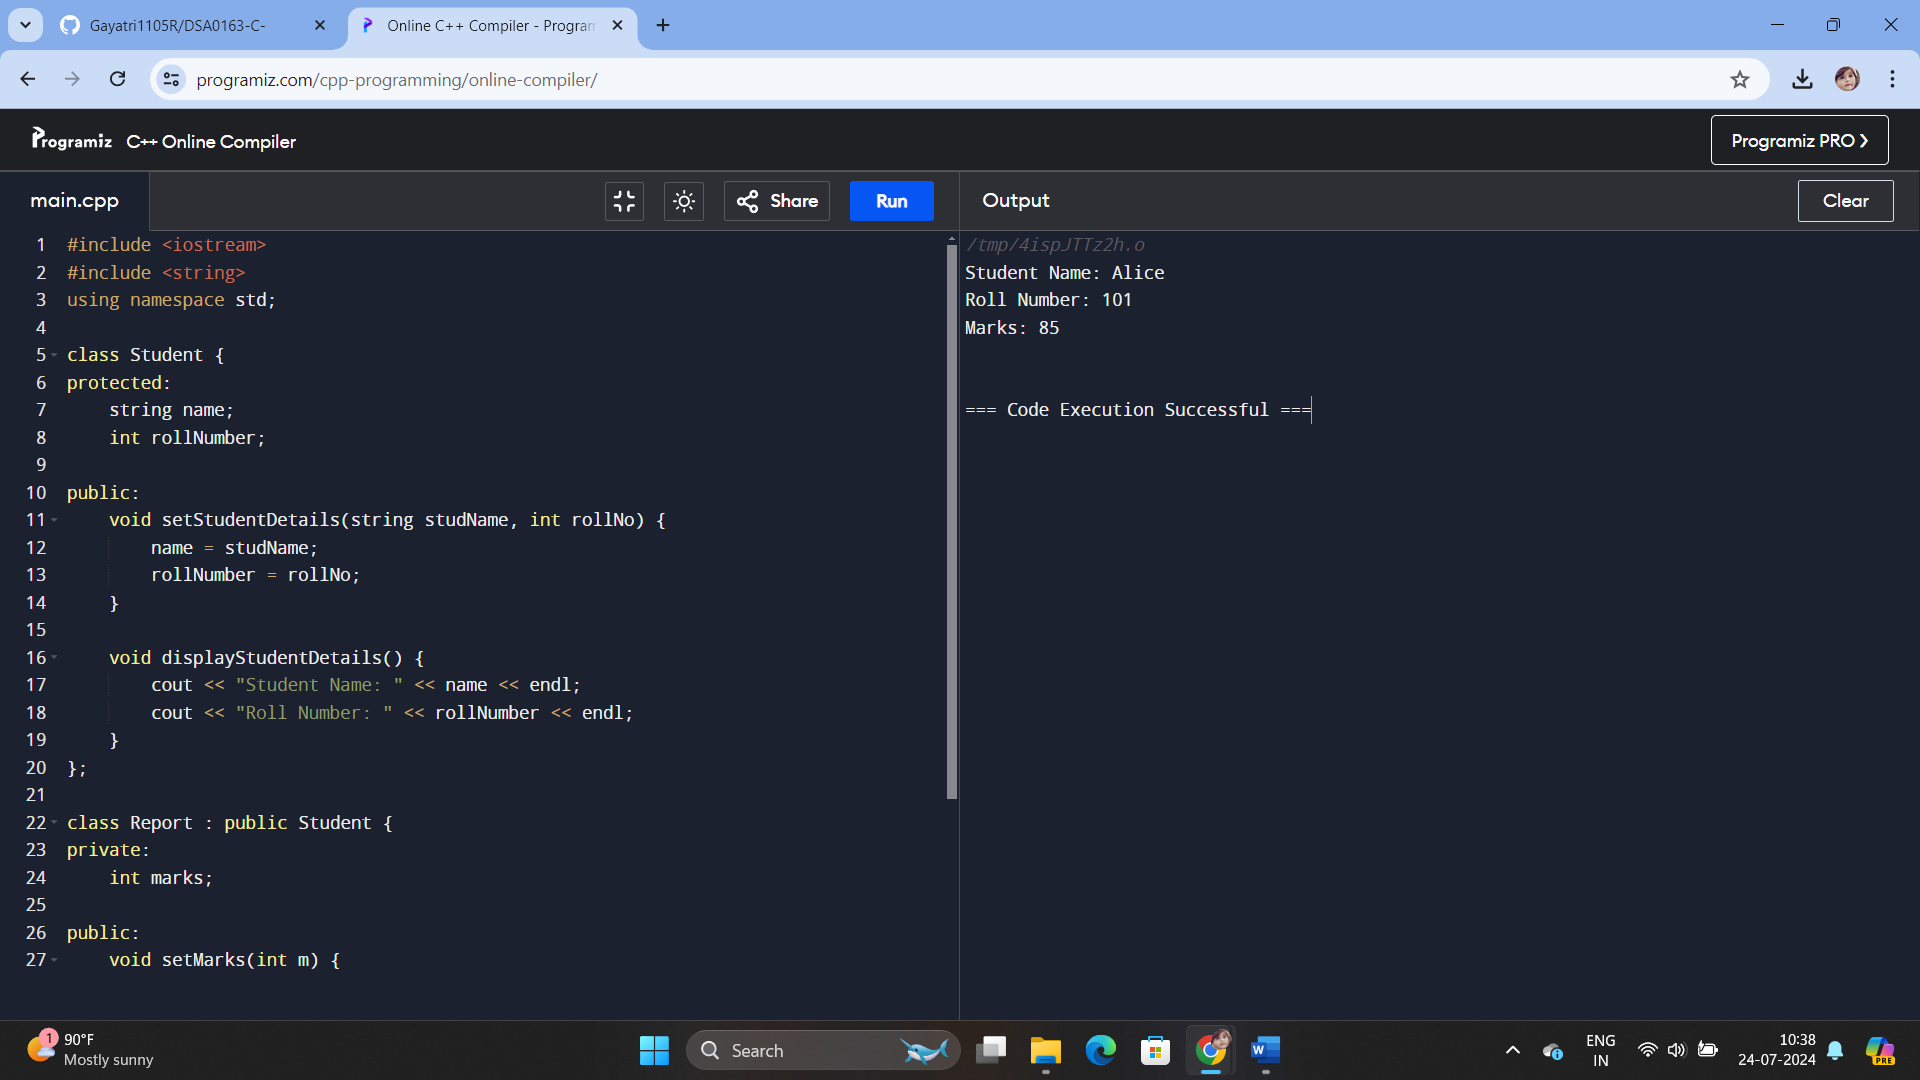 Gayatri1105R/DSA0163-C-
Online C++ Compiler - Program
programiz.com/cpp-programming/online-compiler/
Programiz C++ Online Compiler
Programiz PRO
main.cpp
Share
Run
Output
Clear
1 #include <iostream>
2 #include <string>
3 using namespace std;
4
5 class Student {
6 protected:
7     string name;
8     int rollNumber;
9
10 public:
11     void setStudentDetails(string studName, int rollNo) {
12         name = studName;
13         rollNumber = rollNo;
14     }
15
16     void displayStudentDetails() {
17         cout << "Student Name: " << name << endl;
18         cout << "Roll Number: " << rollNumber << endl;
19     }
20 };
21
22 class Report : public Student {
23 private:
24     int marks;
25
26 public:
27     void setMarks(int m) {
/tmp/4ispJTTz2h.o
Student Name: Alice
Roll Number: 101
Marks: 85
=== Code Execution Successful ===
1
90°F
Mostly sunny
Search
W
ENG
IN
10:38
24-07-2024
PRE